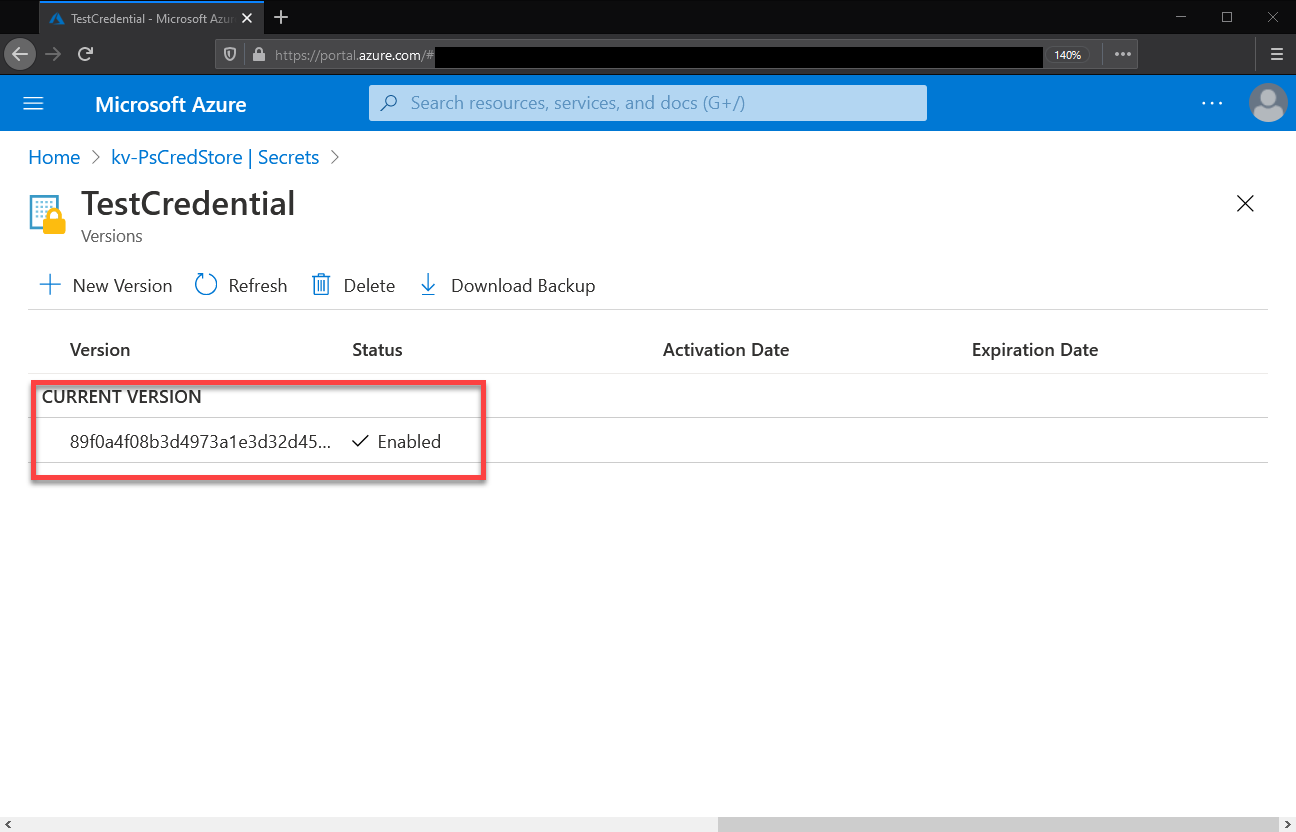 TestCredential - Microsoft Azur
https://portal.azure.com/#
140%
Microsoft Azure
Search resources, services, and docs (G+/)
Home > kv-PsCredStore | Secrets >
TestCredential
Versions
New Version Refresh Delete Download Backup
Version Status Activation Date Expiration Date
CURRENT VERSION
89f0a4f08b3d4973a1e3d32d45... Enabled